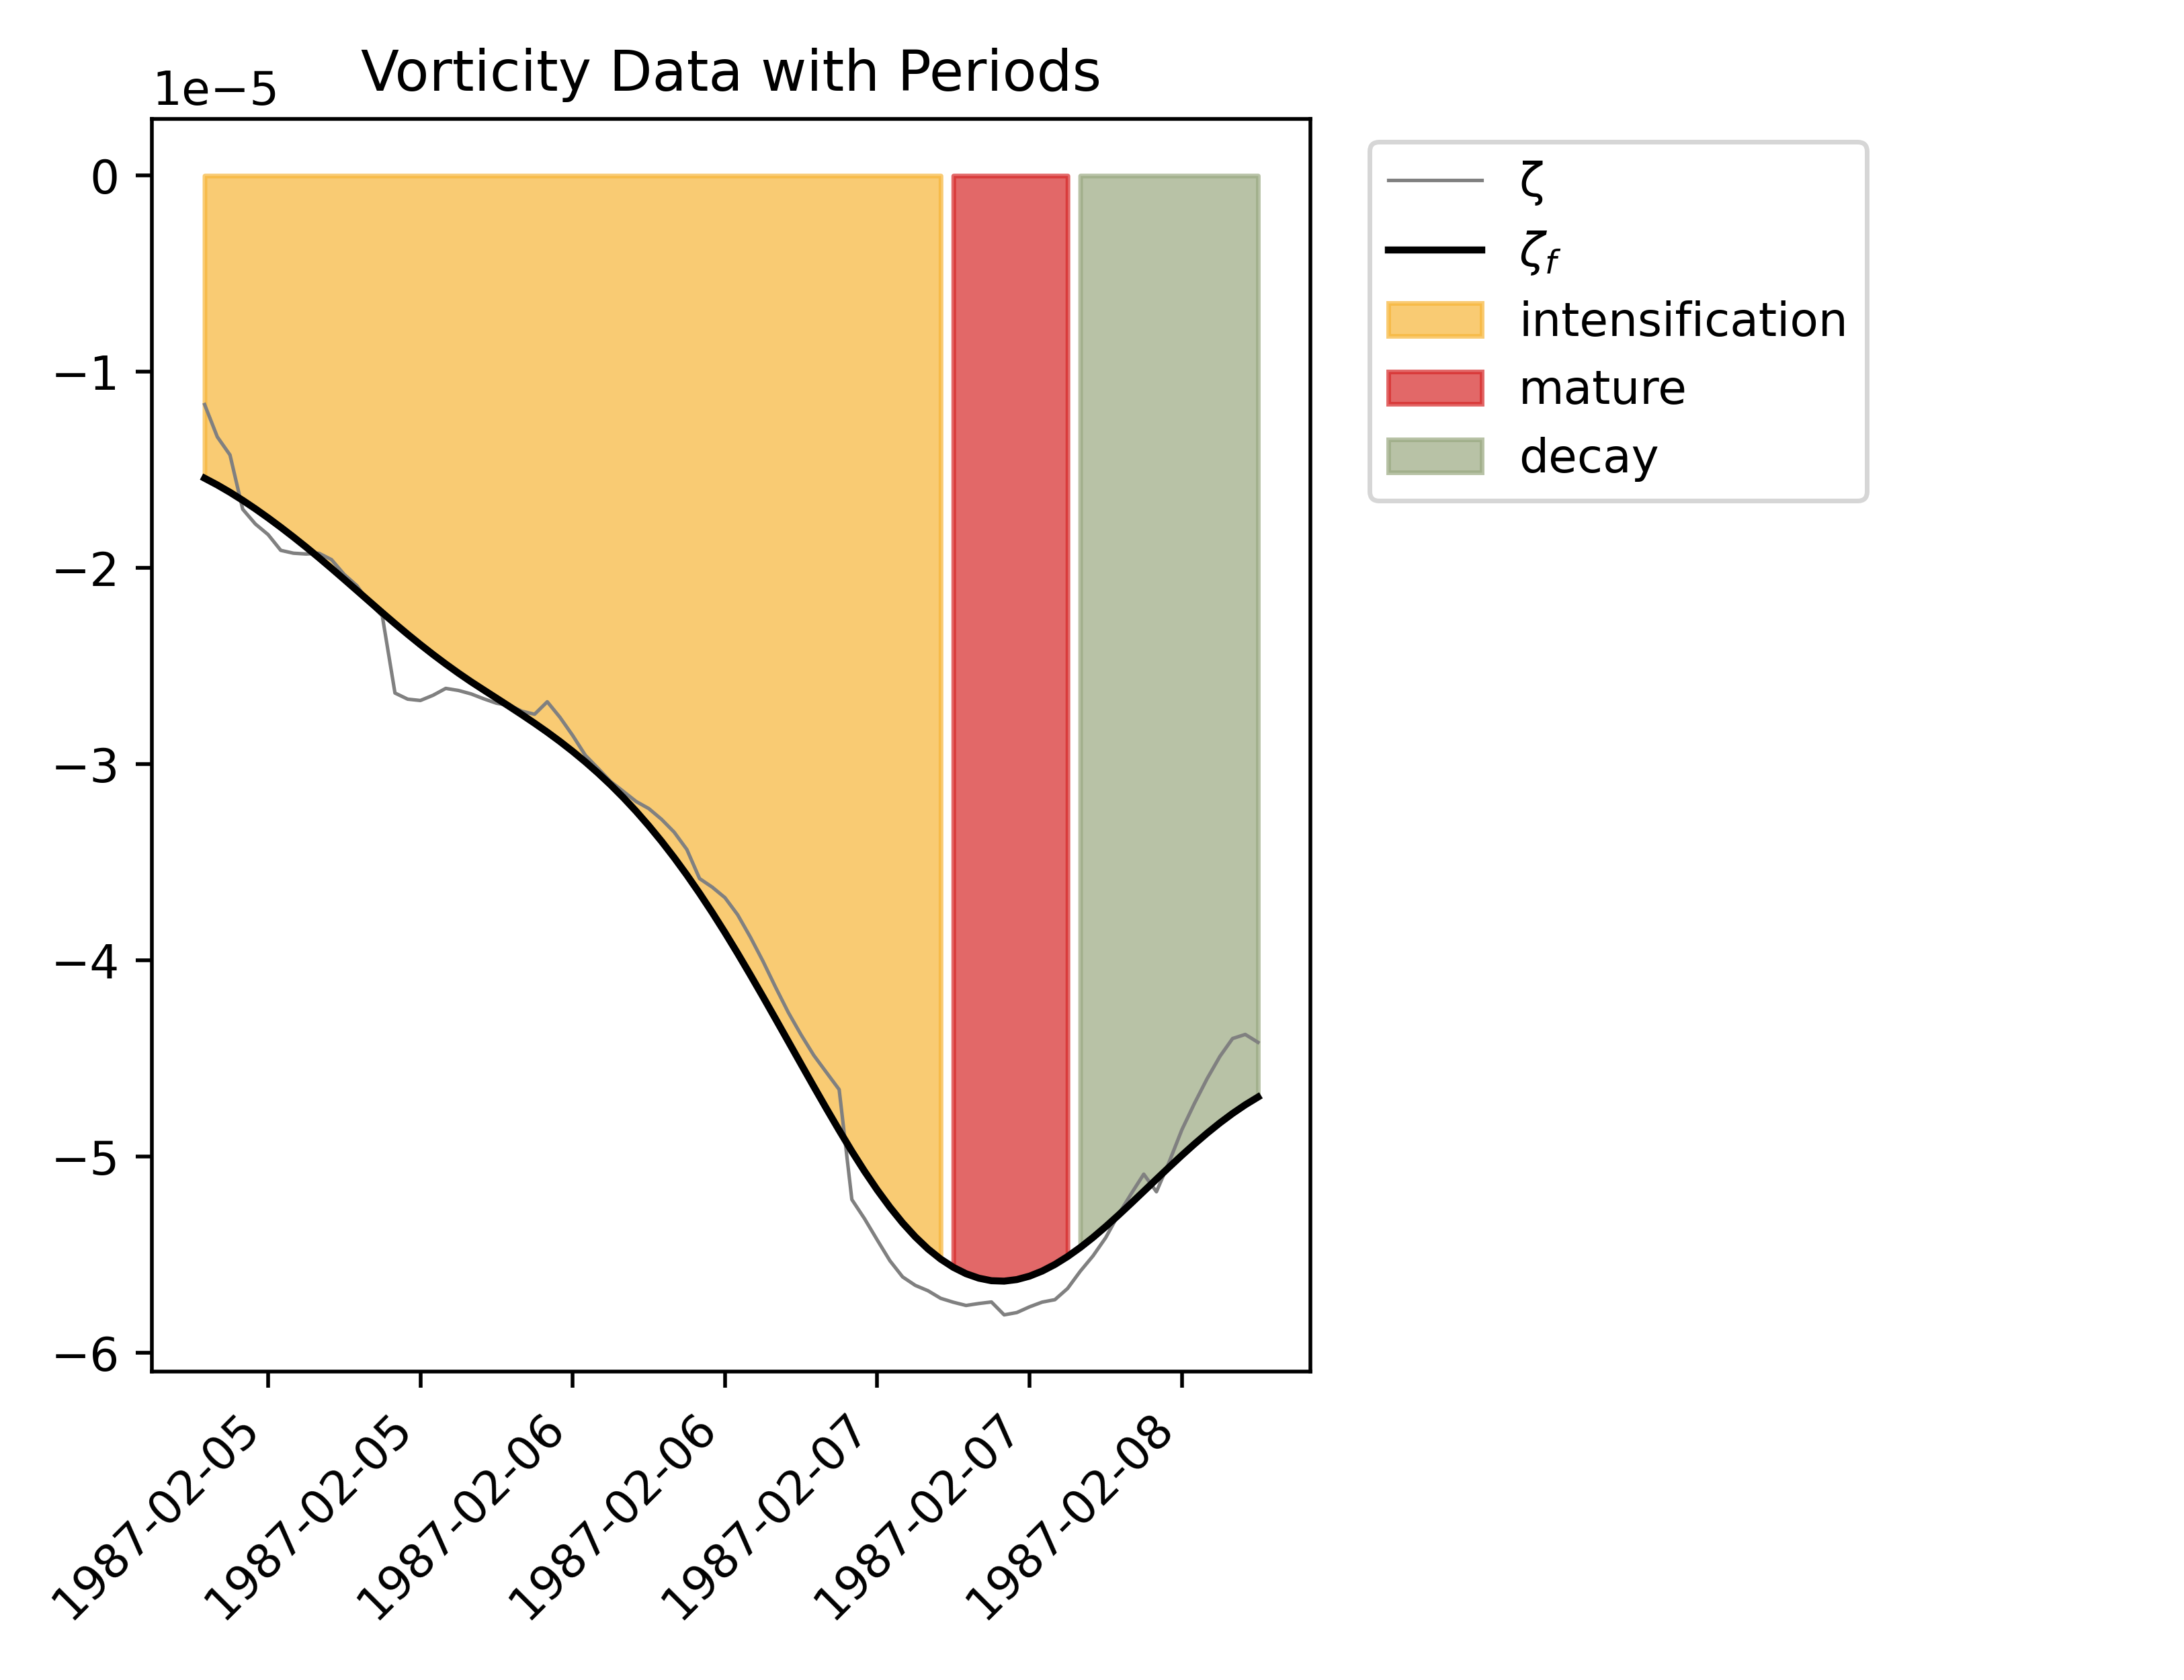 Vorticity Data with Periods
1e−5
0
−1
−2
−3
−4
−5
−6
1987-02-05
1987-02-05
1987-02-06
1987-02-06
1987-02-07
1987-02-07
1987-02-08
ζ
ζf
intensification
mature
decay